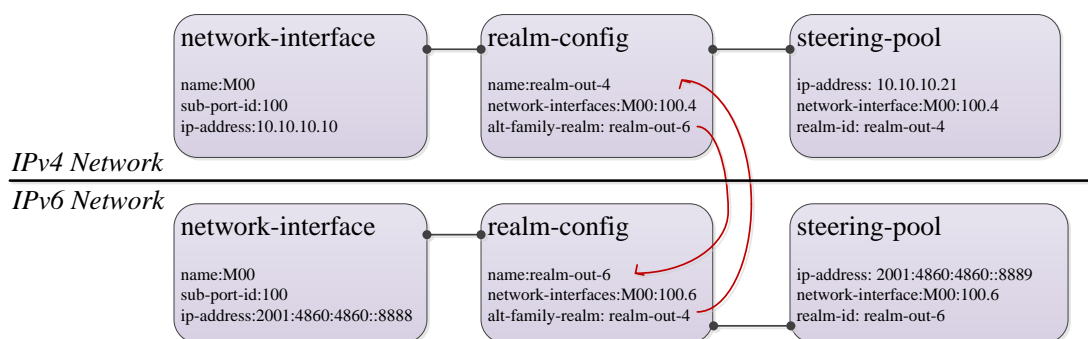 network-interface
name:M00
sub-port-id:100
ip-address:10.10.10.10
realm-config
name:realm-out-4
network-interfaces:M00:100.4
alt-family-realm: realm-out-6
steering-pool
ip-address: 10.10.10.21
network-interface:M00:100.4
realm-id: realm-out-4
IPv4 Network
IPv6 Network
network-interface
name:M00
sub-port-id:100
ip-address:2001:4860:4860::8888
realm-config
name:realm-out-6
network-interfaces:M00:100.6
alt-family-realm: realm-out-4
steering-pool
ip-address: 2001:4860:4860::8889
network-interface:M00:100.6
realm-id: realm-out-6